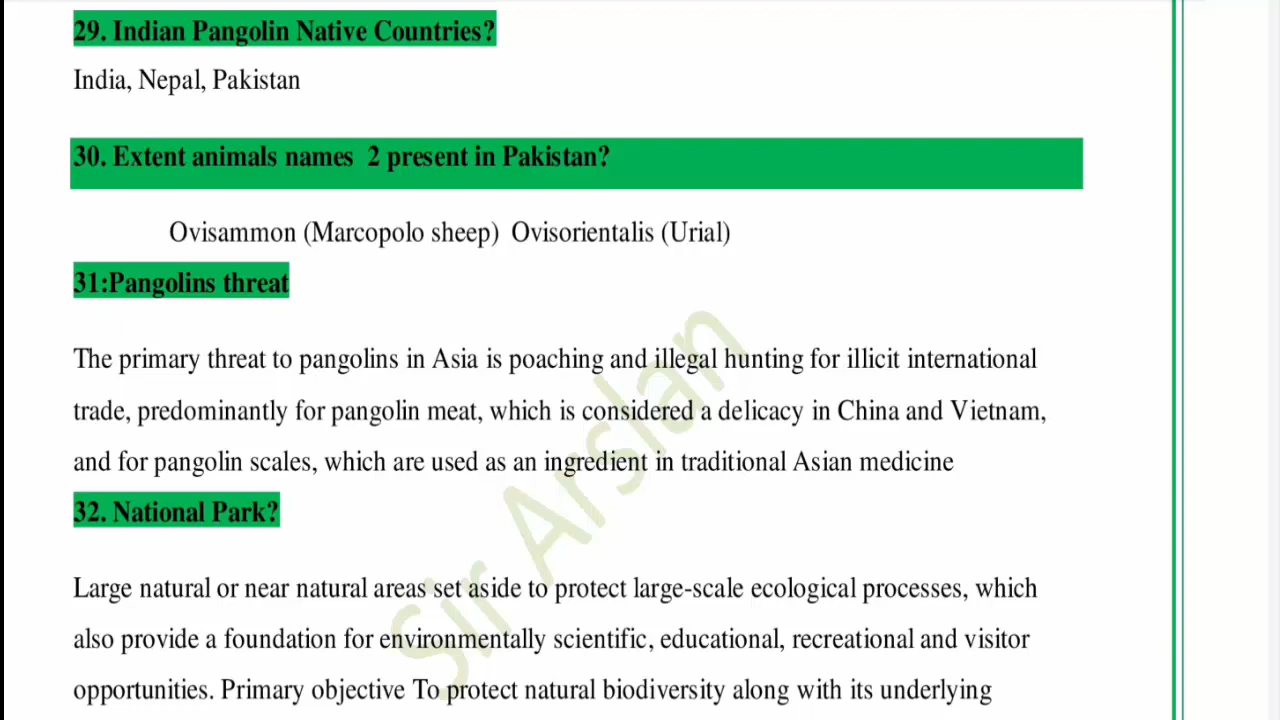 29. Indian Pangolin Native Countries?
India, Nepal, Pakistan
30. Extent animals names 2 present in Pakistan?
Ovisammon (Marcopolo sheep) Ovisorientalis (Urial)
31:Pangolins threat
The primary threat to pangolins in Asia is poaching and illegal hunting for illicit international
trade, predominantly for pangolin meat, which is considered a delicacy in China and Vietnam,
and for pangolin scales, which are used as an ingredient in traditional Asian medicine
32. National Park?
Large natural or near natural areas set aside to protect large-scale ecological processes, which
also provide a foundation for environmentally scientific, educational, recreational and visitor
opportunities. Primary objective To protect natural biodiversity along with its underlying
Sir Arslan